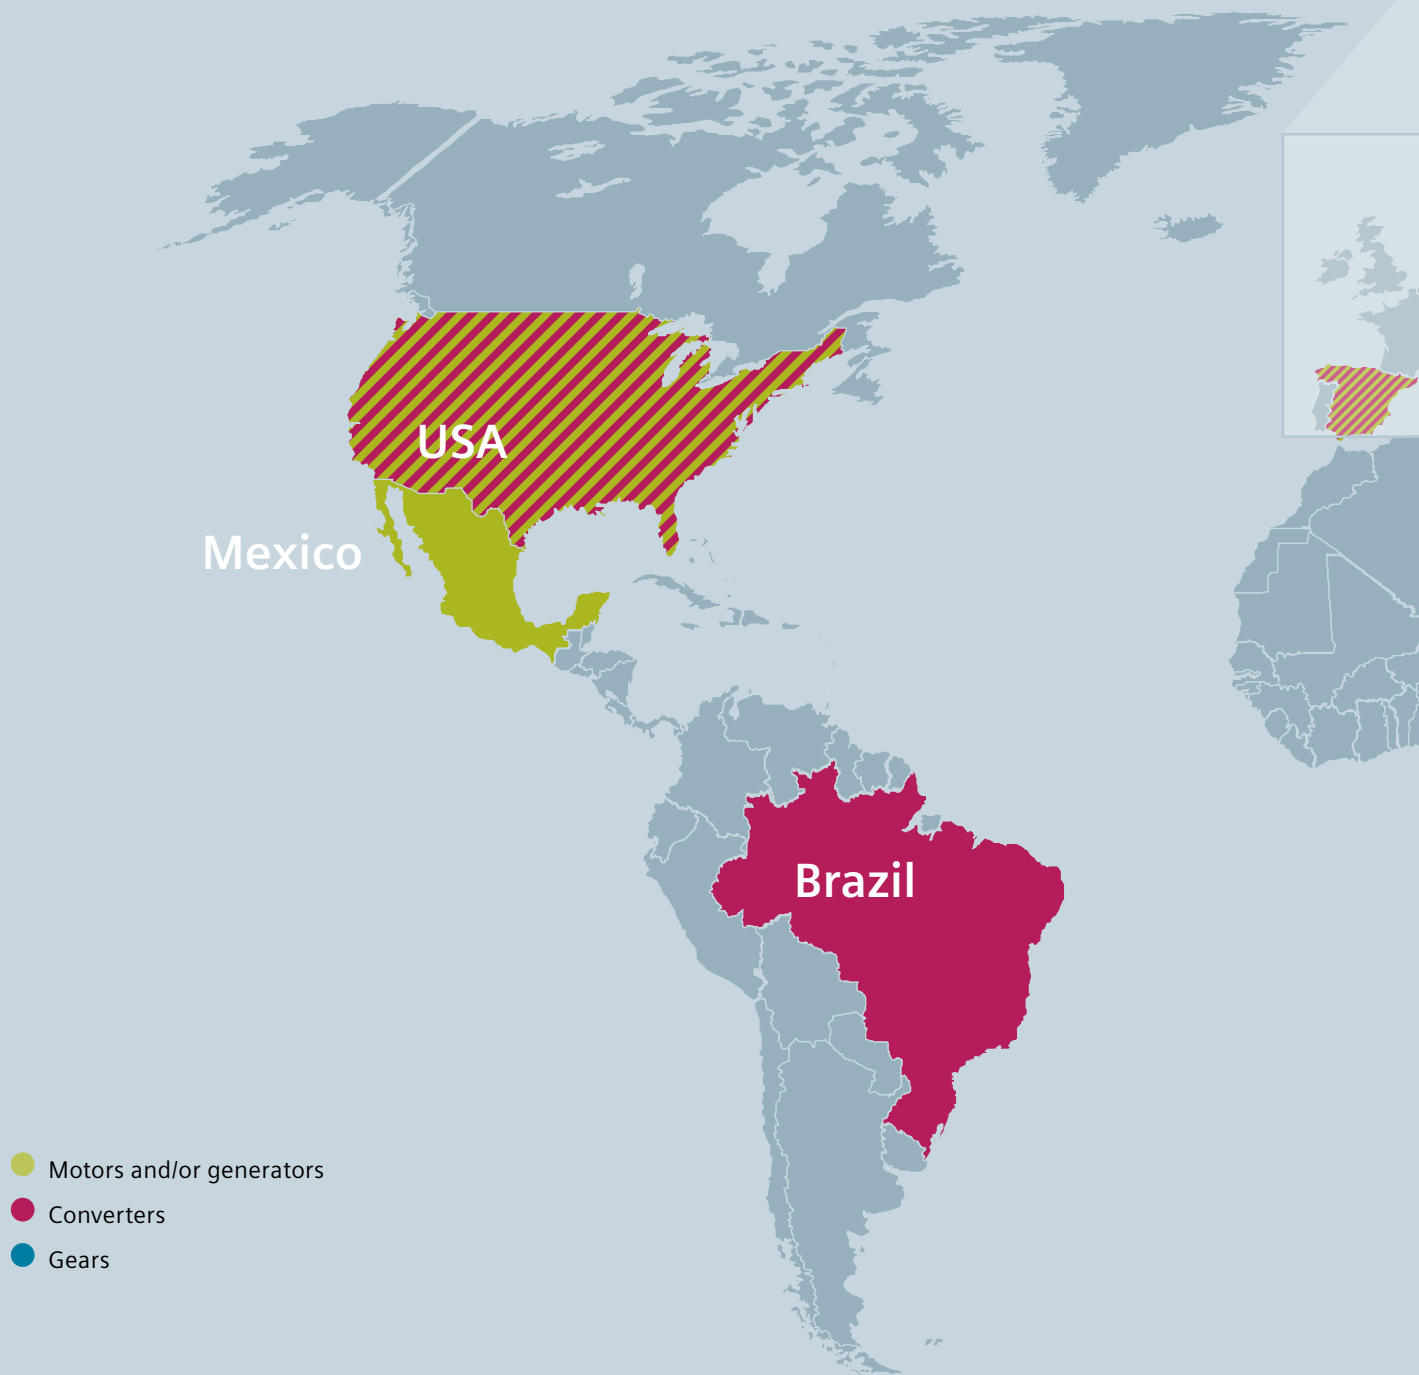 USA
Mexico
Brazil
Motors and/or generators
Converters
Gears